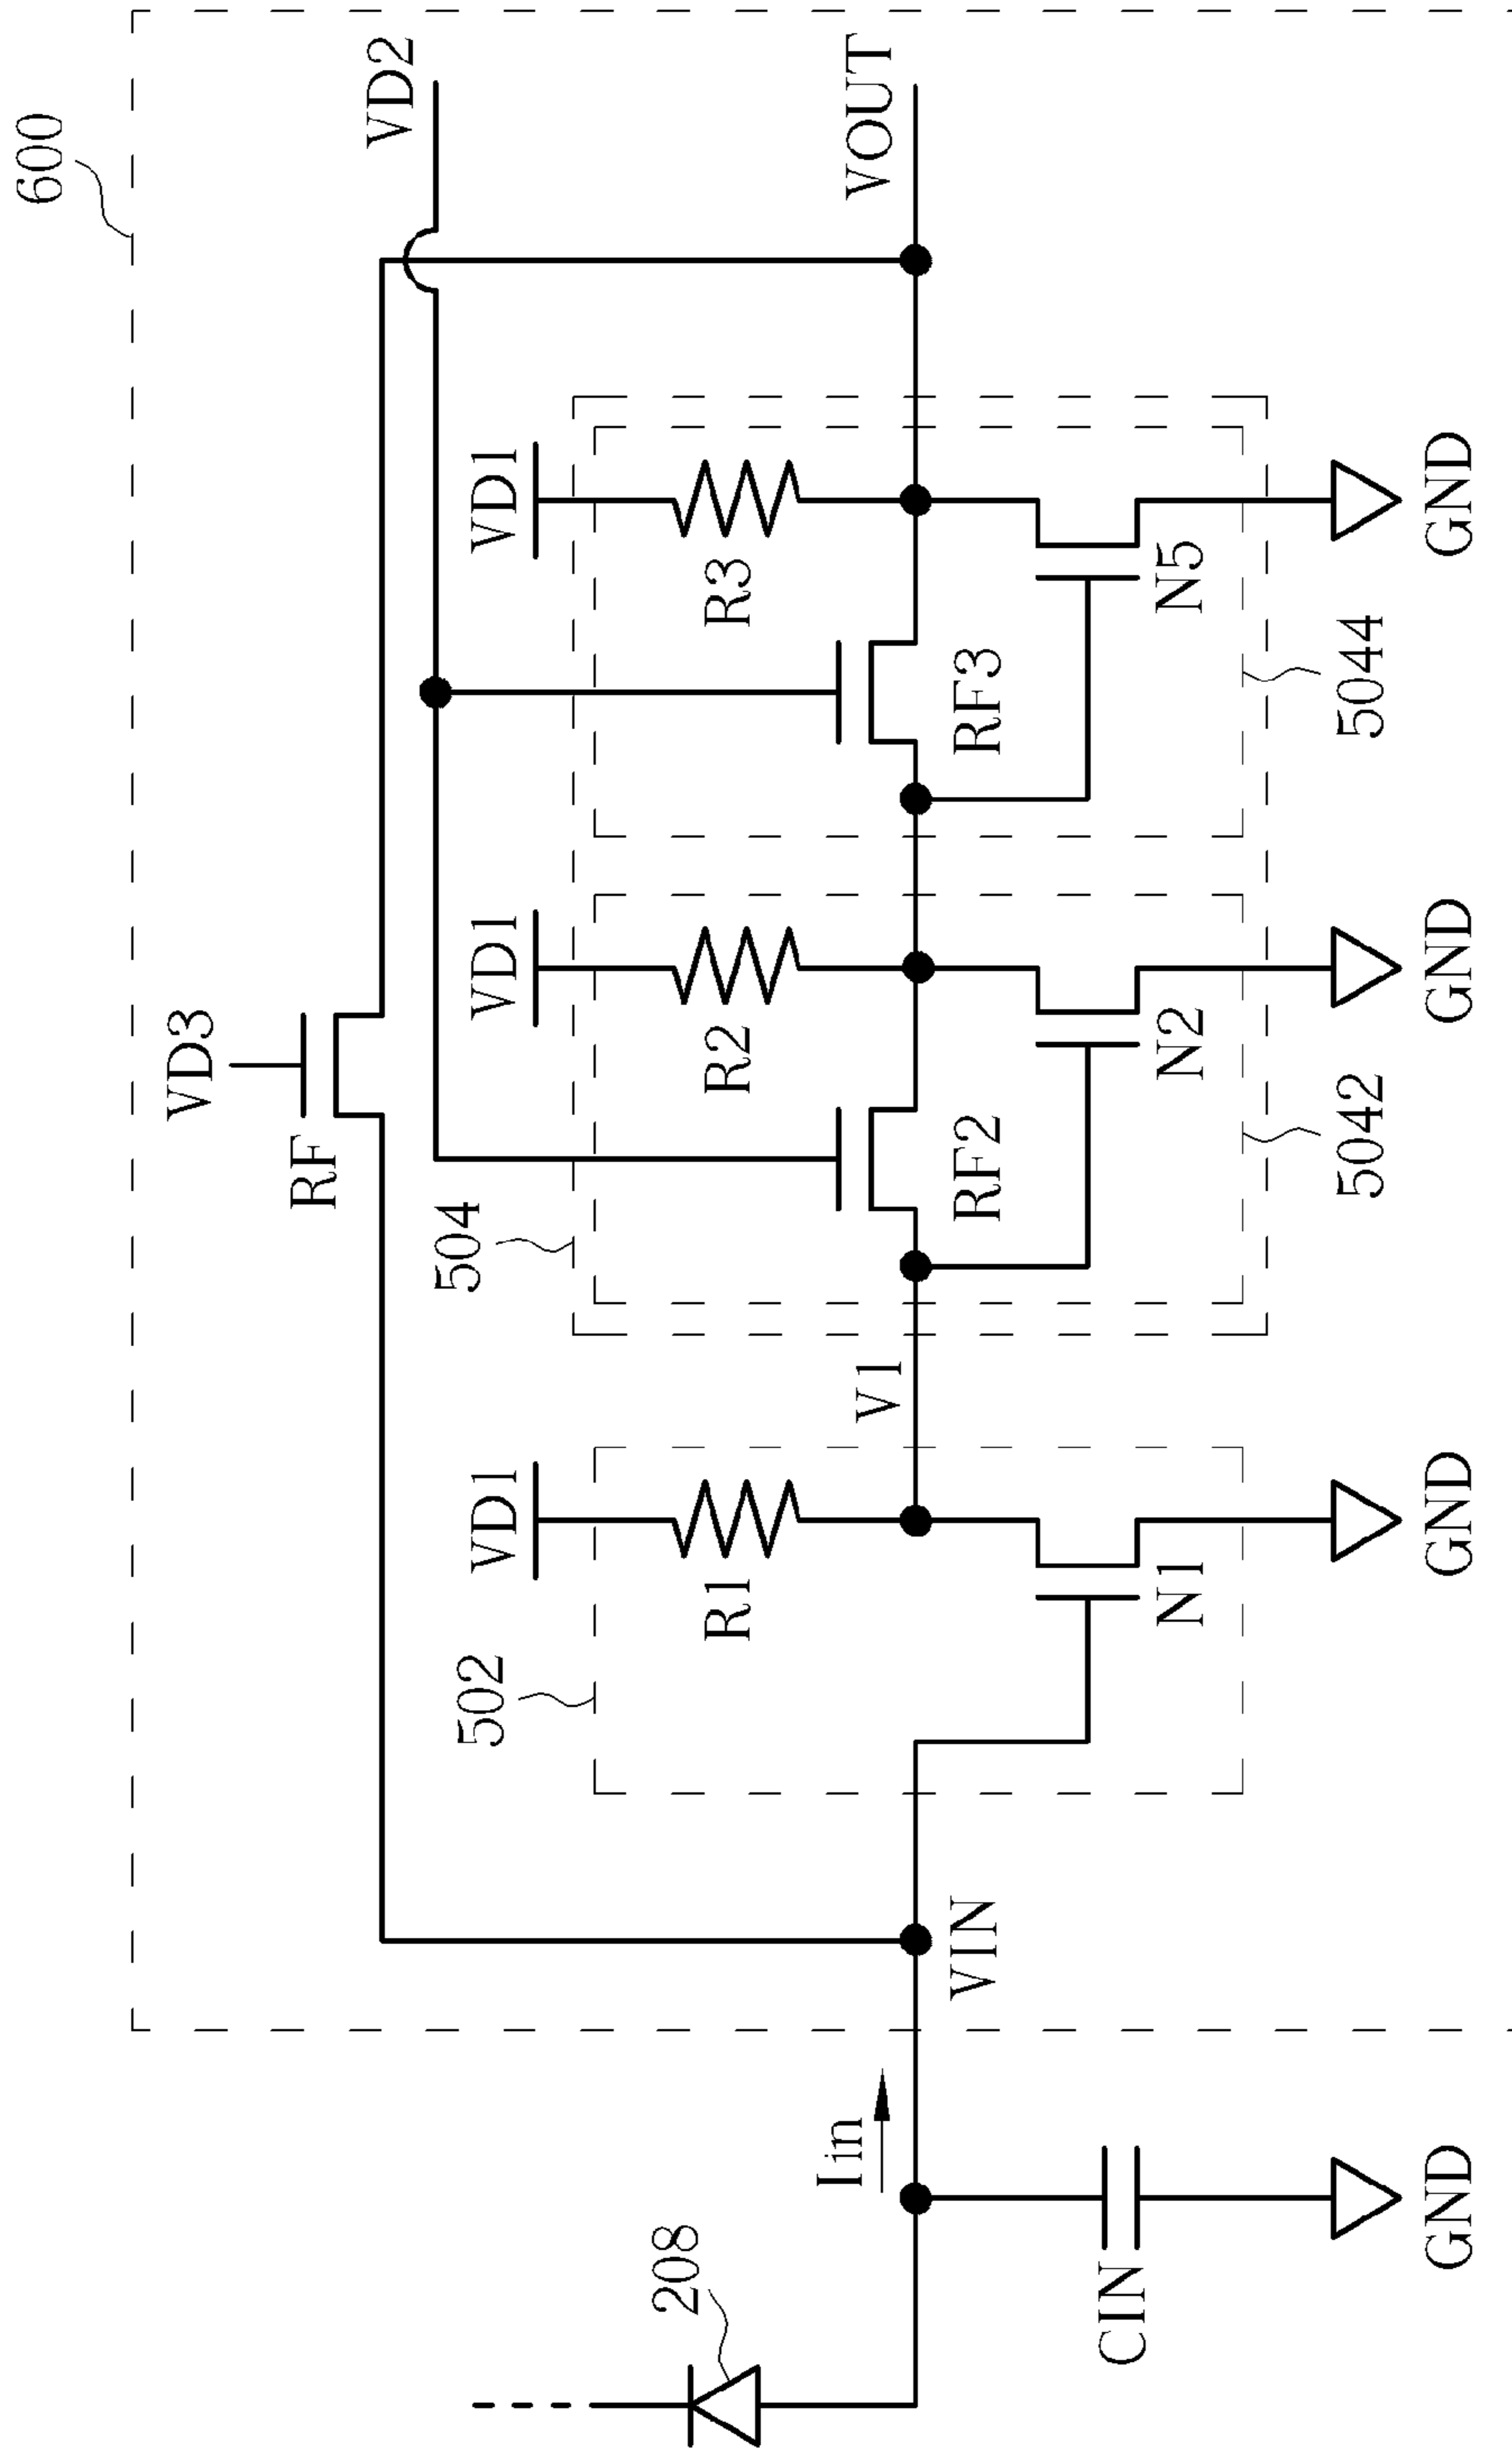 600
VD3
RF
VD2
504
502
VD1
VD1
VD1
R1
R2
R3
208
Iin
V1
VOUT
VIN
RF2
RF3
CIN
N1
N2
N5
5042
5044
GND
GND
GND
GND